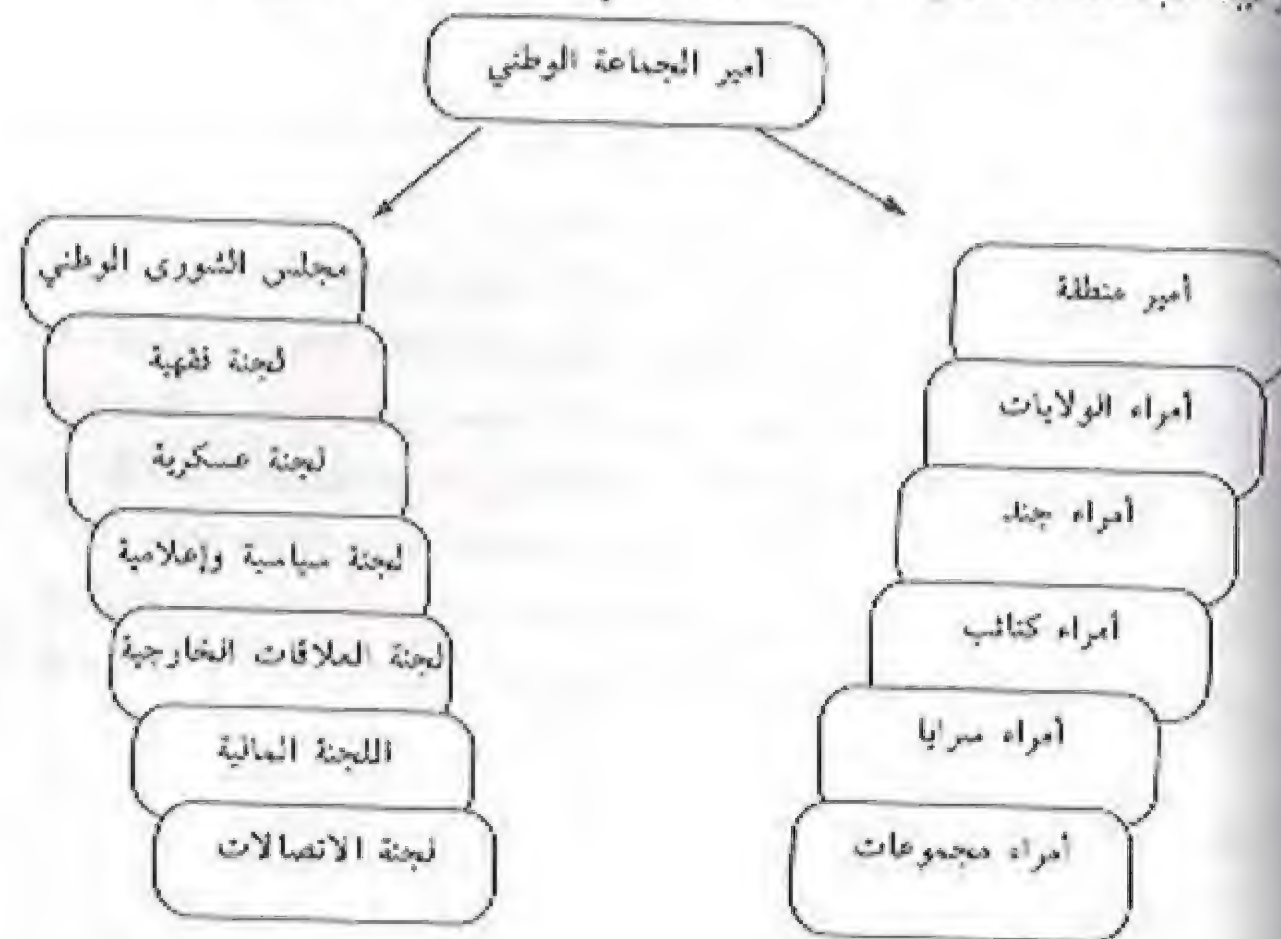 أمير الجماعة الوطني
أمير منطقة
أمراء الولايات
أمراء جند
أمراء كتائب
أمراء سرايا
أمراء مجموعات
مجلس الشورى الوطني
لجنة فقهية
لجنة عسكرية
لجنة سياسية وإعلامية
لجنة العلاقات الخارجية
اللجنة المالية
لجنة الاتصالات